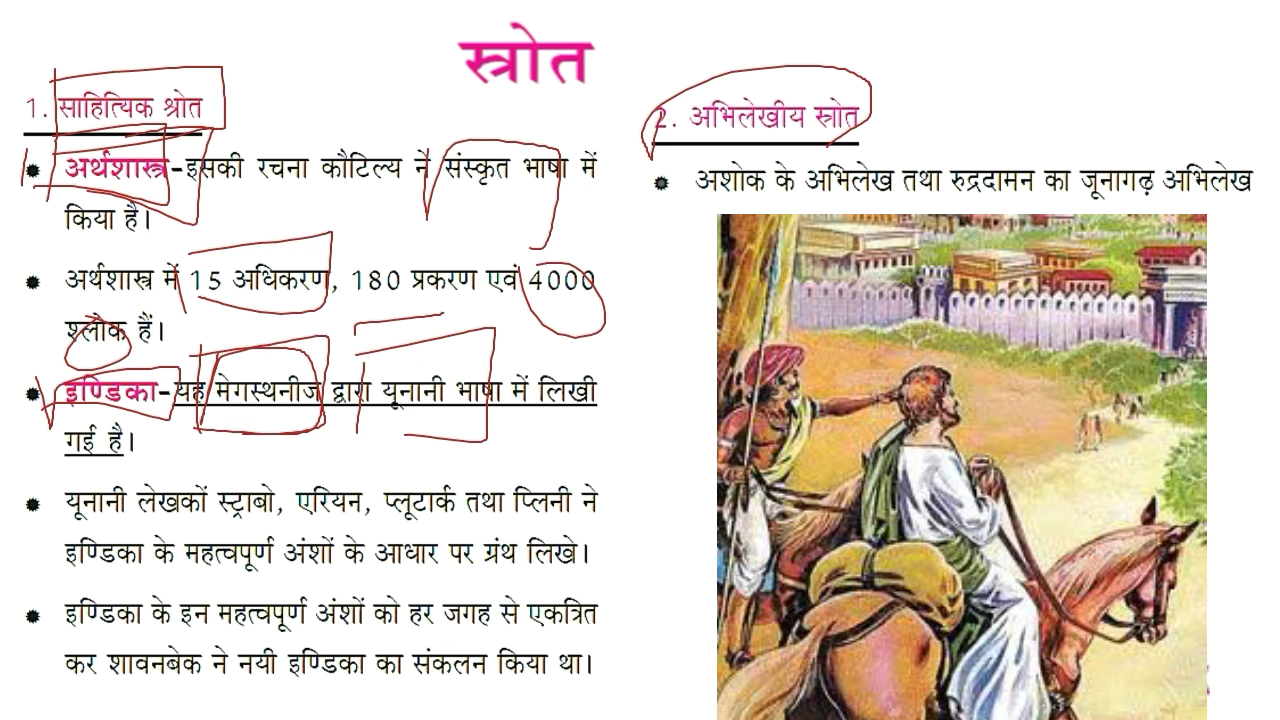 स्त्रोत
1. साहित्यिक श्रोत
अर्थशास्त्र-इसकी रचना कौटिल्य ने संस्कृत भाषा में
किया है।
अर्थशास्त्र में 15 अधिकरण, 180 प्रकरण एवं 4000
श्लोक हैं।
इण्डिका-यह मेगस्थनीज द्वारा यूनानी भाषा में लिखी
गई है।
यूनानी लेखकों स्ट्राबो, एरियन, प्लूटार्क तथा प्लिनी ने
इण्डिका के महत्वपूर्ण अंशों के आधार पर ग्रंथ लिखे।
इण्डिका के इन महत्वपूर्ण अंशों को हर जगह से एकत्रित
कर शावनबेक ने नयी इण्डिका का संकलन किया था।
2. अभिलेखीय स्त्रोत
अशोक के अभिलेख तथा रुद्रदामन का जूनागढ़ अभिलेख